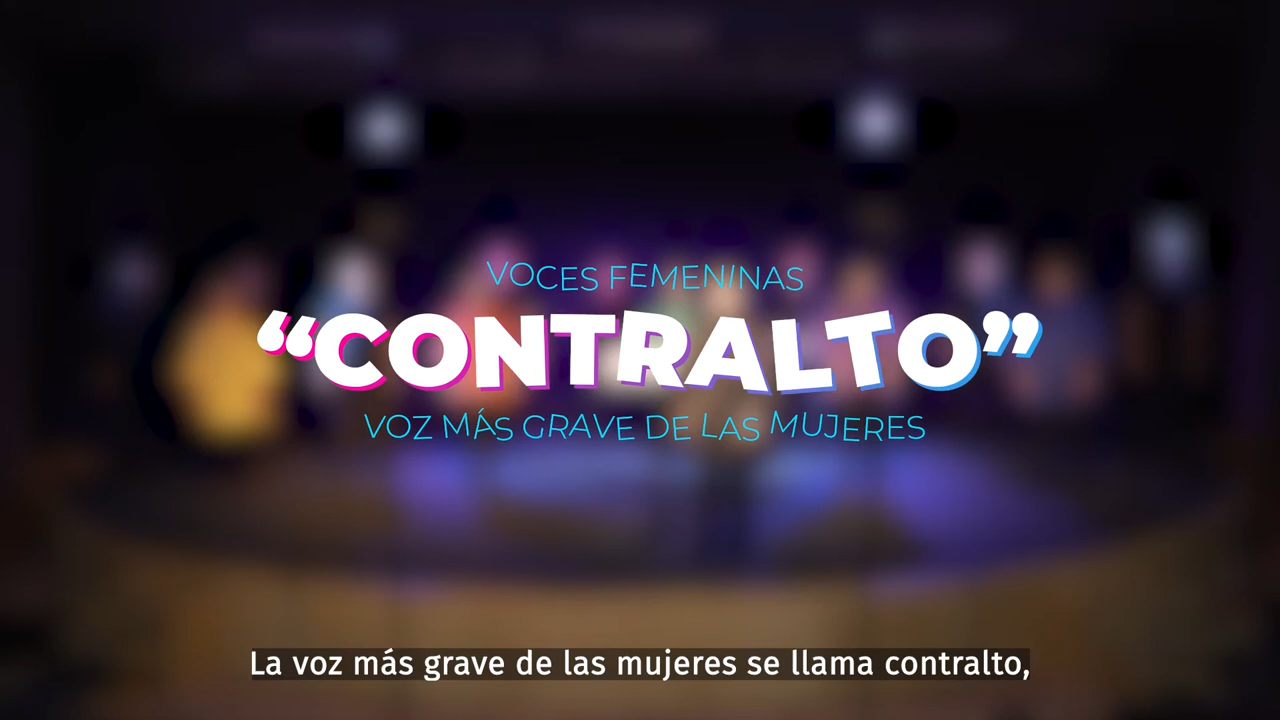 VOCES FEMENINAS
“CONTRALTO”
VOZ MÁS GRAVE DE LAS MUJERES
La voz más grave de las mujeres se llama contralto,